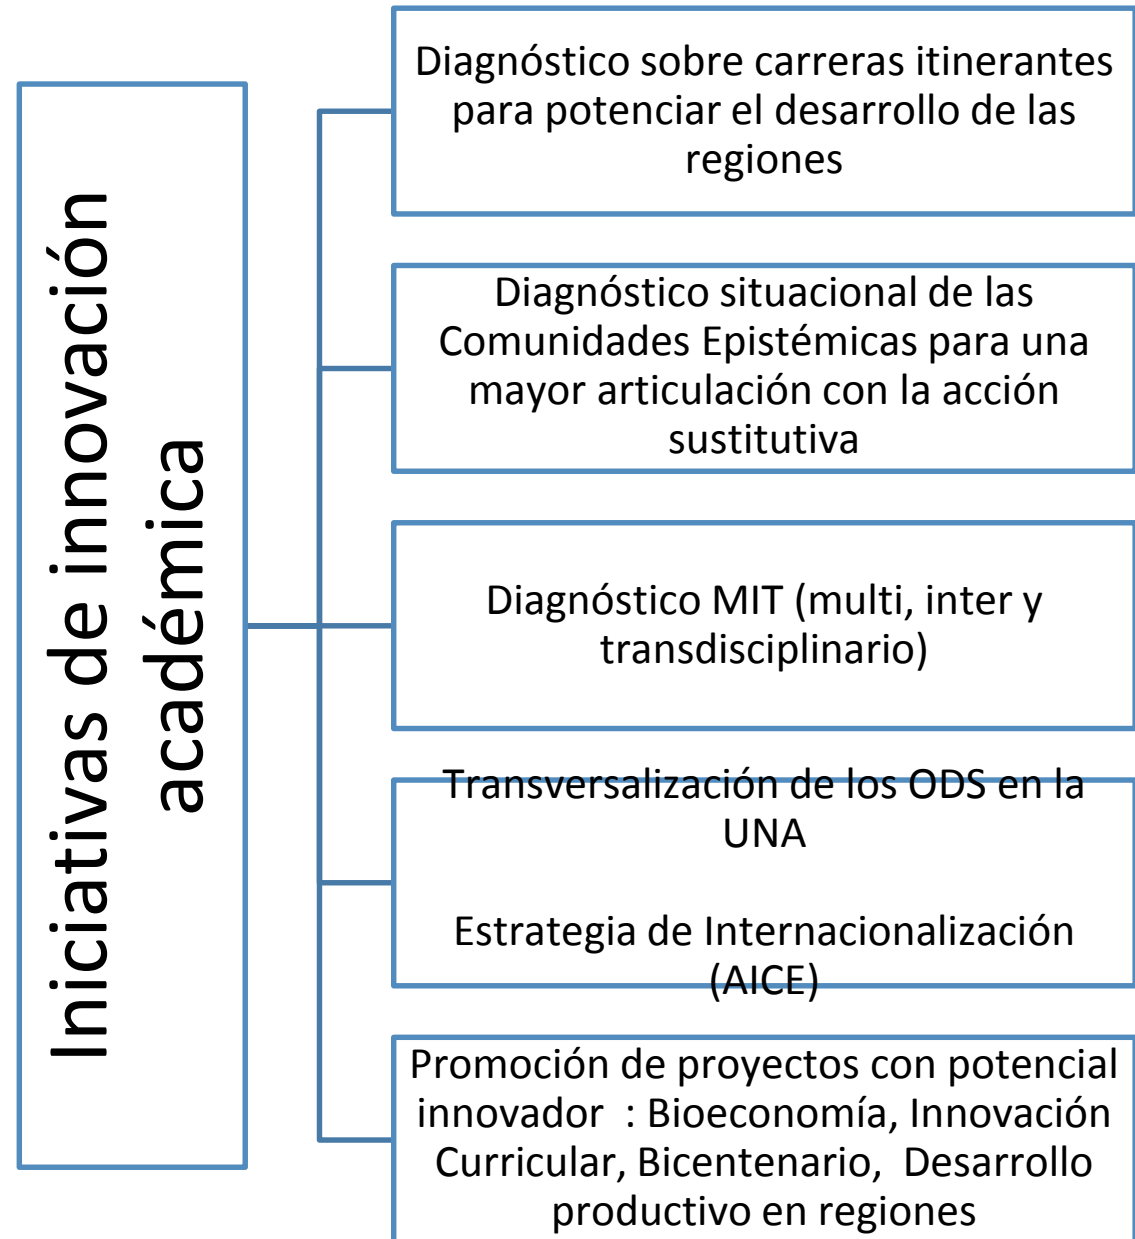 Iniciativas de innovación
académica
Diagnóstico sobre carreras itinerantes
para potenciar el desarrollo de las
regiones
Diagnóstico situacional de las
Comunidades Epistémicas para una
mayor articulación con la acción
sustitutiva
Diagnóstico MIT (multi, inter y
transdisciplinario)
Transversalización de los ODS en la
UNA
Estrategia de Internacionalización
(AICE)
Promoción de proyectos con potencial
innovador : Bioeconomía, Innovación
Curricular, Bicentenario, Desarrollo
productivo en regiones